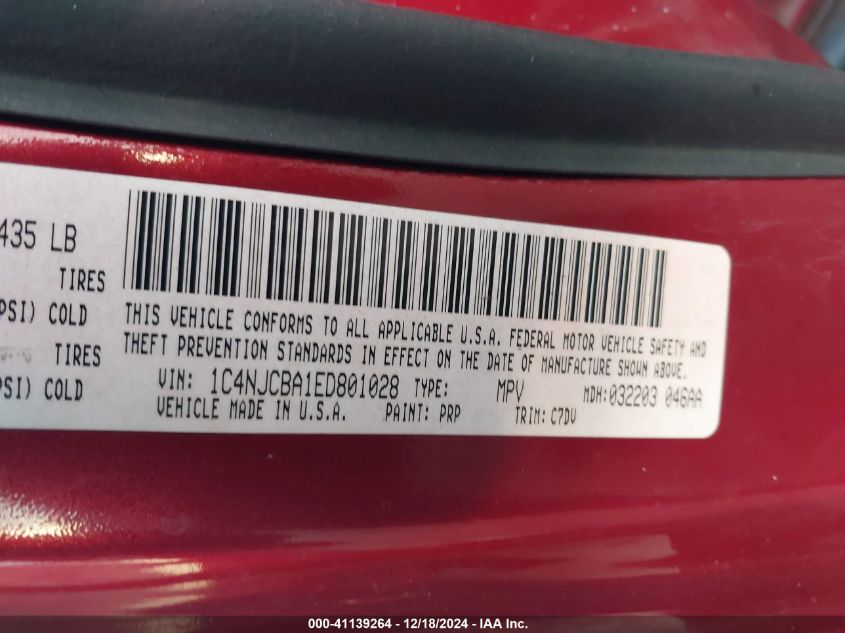 435 LB
TIRES
PSI) COLD
TIRES
PSI) COLD
THIS VEHICLE CONFORMS TO ALL APPLICABLE U.S.A. FEDERAL MOTOR VEHICLE SAFETY AND
THEFT PREVENTION STANDARDS IN EFFECT ON THE DATE OF MANUFACTURE SHOWN ABOVE.
VIN: 1C4NJCBA1ED801028 TYPE: MPV MDH:032203 046AA
VEHICLE MADE IN U.S.A. PAINT: PRP TRIM: C7DV
000-41139264 - 12/18/2024 - IAA Inc.